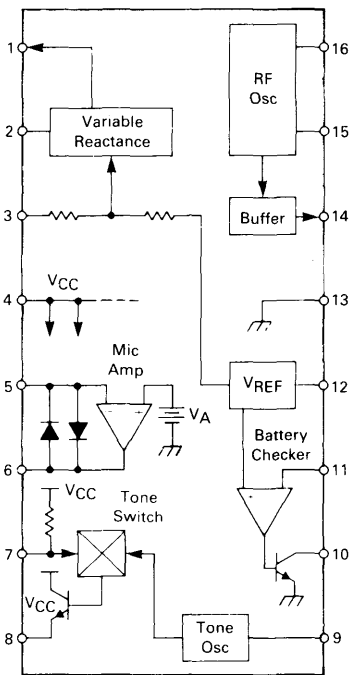 1
16
RF
Osc
Variable
Reactance
2
15
3
Buffer
14
VCC
4
13
Mic
Amp
5
VA
VREF
12
Battery
Checker
6
11
VCC
Tone
Switch
7
10
VCC
8
Tone
Osc
9